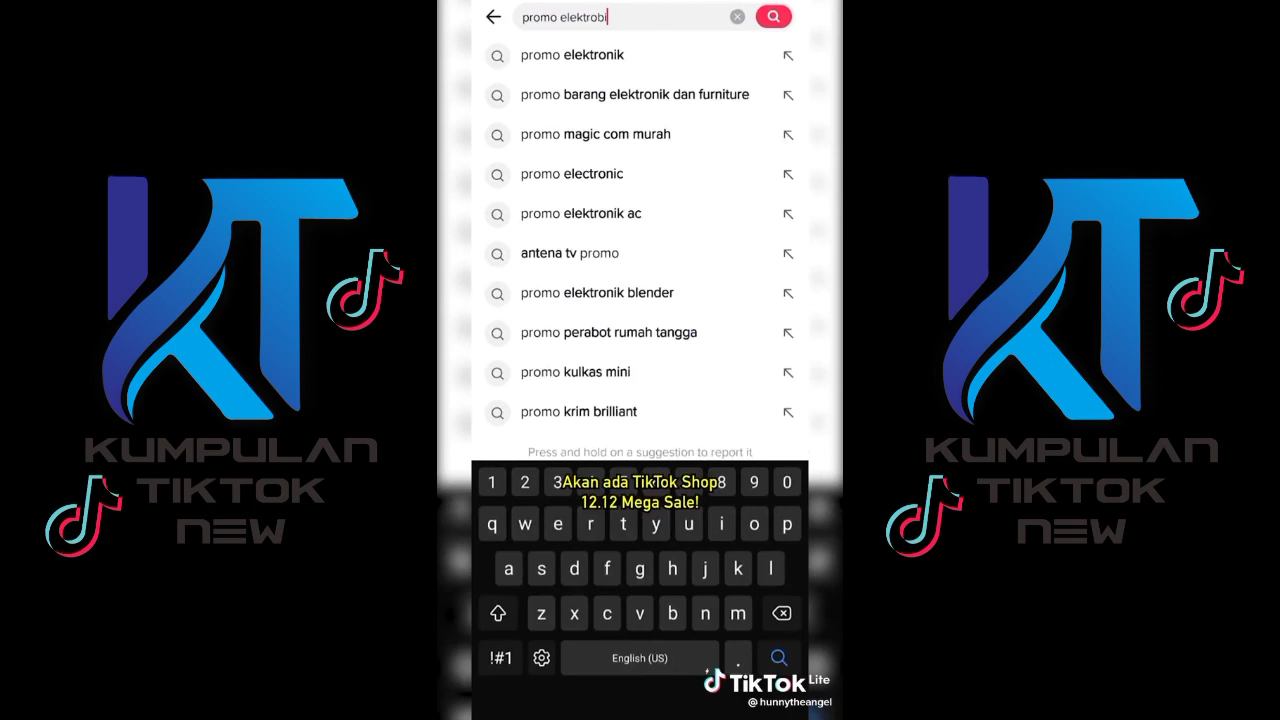 promo elektrobi
promo elektronik
promo barang elektronik dan furniture
promo magic com murah
promo electronic
promo elektronik ac
antena tv promo
promo elektronik blender
promo perabot rumah tangga
promo kulkas mini
promo krim brilliant
Press and hold on a suggestion to report it
1 2 3 8 9 0
Akan ada TikTok Shop
12.12 Mega Sale!
q w e r t y u i o p
a s d f g h j k l
z x c v b n m
!#1 English (US) .
TikTok Lite
@ hunnytheangel
KT
KUMPULAN
TIKTOK
NEW
KT
KUMPULAN
TIKTOK
NEW